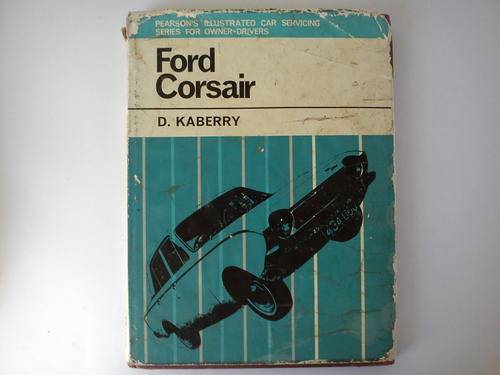 PEARSON'S ILLUSTRATED CAR SERVICING
SERIES FOR OWNER-DRIVERS
Ford
Corsair
D. KABERRY